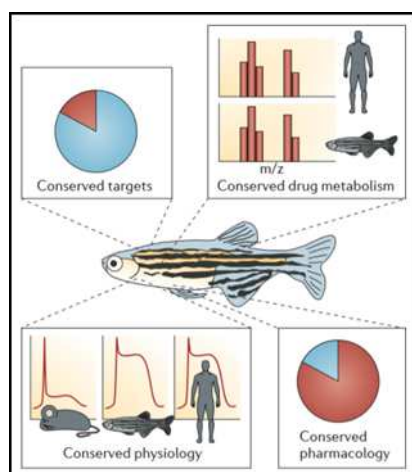 Conserved targets
m/z
Conserved drug metabolism
Conserved physiology
Conserved
pharmacology